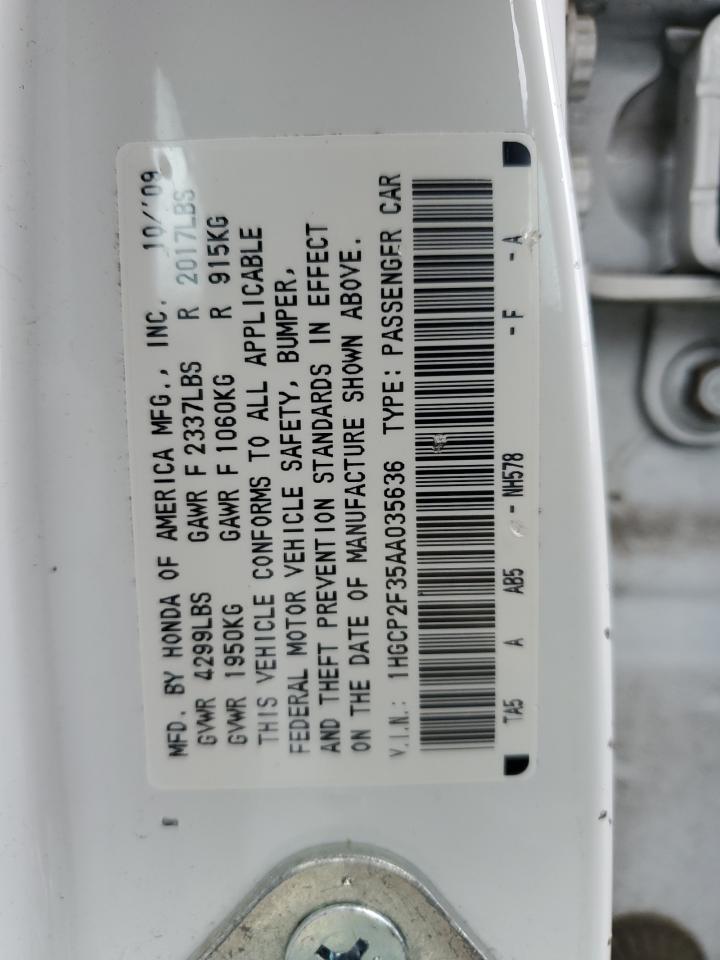 MFD. BY HONDA OF AMERICA MFG., INC. 10/'09
GVWR 4299LBS GAWR F 2337LBS R 2017LBS
GVWR 1950KG GAWR F 1060KG R 915KG
THIS VEHICLE CONFORMS TO ALL APPLICABLE
FEDERAL MOTOR VEHICLE SAFETY, BUMPER,
AND THEFT PREVENTION STANDARDS IN EFFECT
ON THE DATE OF MANUFACTURE SHOWN ABOVE.
V.I.N.: 1HGCP2F35AA035636 TYPE: PASSENGER CAR
TA5 A AB5 - NH578 - F - A